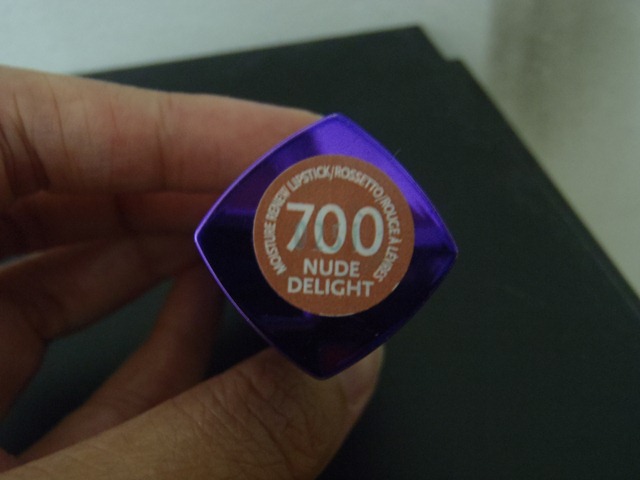 MOISTURE RENEW LIPSTICK/ROSSETTO/ROUGE À LÈVRES
700
NUDE
DELIGHT